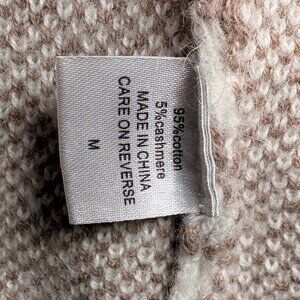 95%cotton
5%cashmere
MADE IN CHINA
CARE ON REVERSE
M